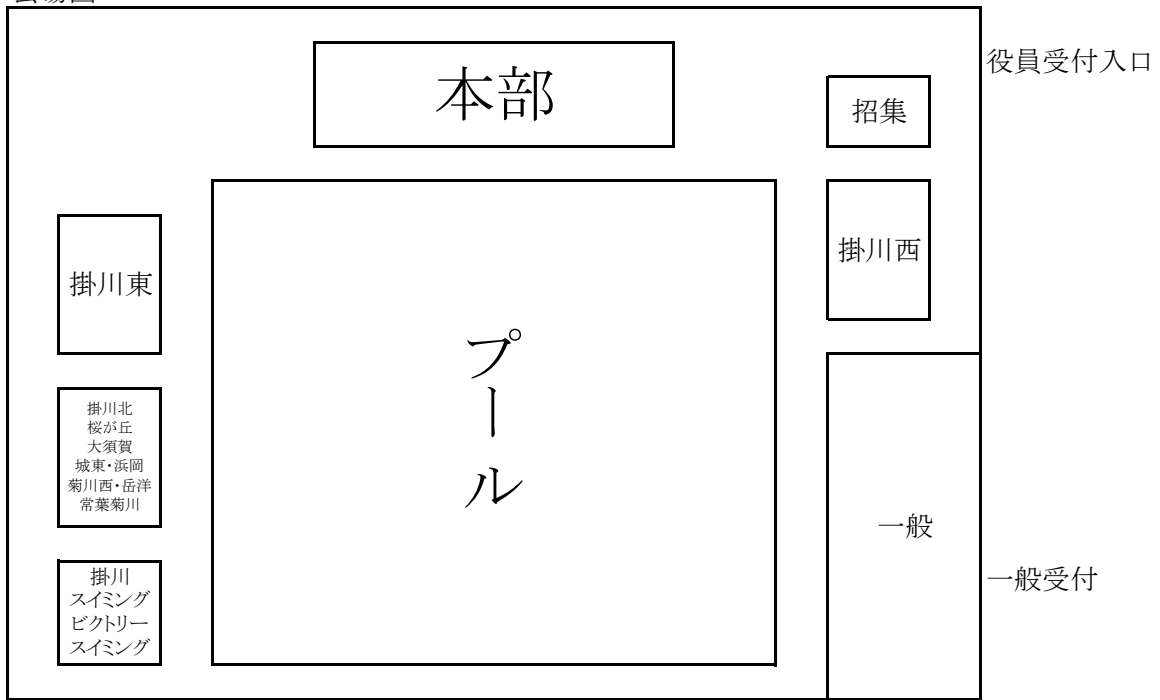 役員受付入口
本部
招集
掛川西
掛川東
プール
掛川北
桜が丘
大須賀
城東・浜岡
菊川西・岳洋
常葉菊川
一般
一般受付
掛川
スイミング
ビクトリー
スイミング